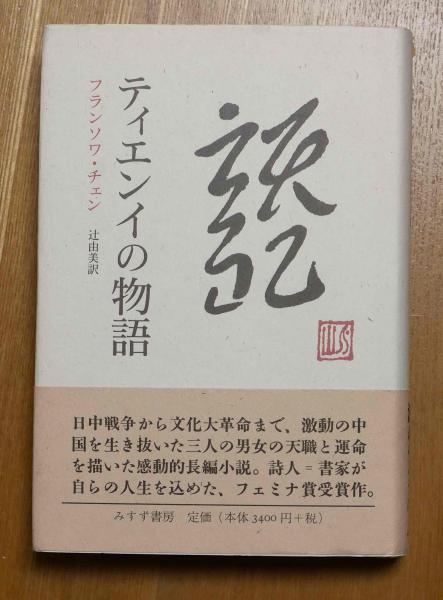 ティエンイの物語
フランソワ・チェン
辻由美訳
日中戦争から文化大革命まで、激動の中
国を生き抜いた三人の男女の天職と運命
を描いた感動的長編小説。詩人＝書家が
自らの人生を込めた、フェミナ賞受賞作。
みすず書房 定価（本体3400円＋税）